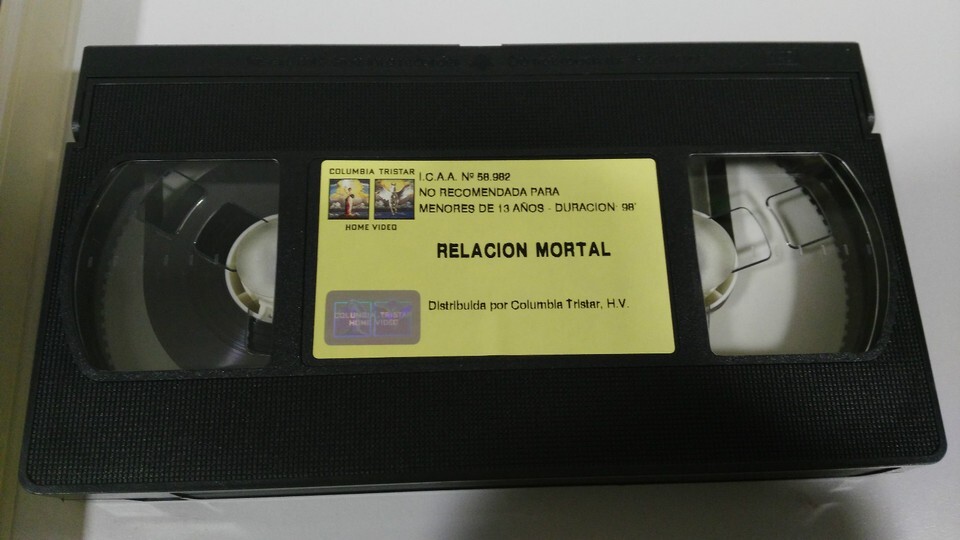 COLUMBIA TRISTAR
HOME VIDEO
I.C.A.A. Nº 58.982
NO RECOMENDADA PARA
MENORES DE 13 AÑOS - DURACION: 98'
RELACION MORTAL
COLUMBIA TRISTAR
HOME VIDEO
Distribuida por Columbia Tristar, H.V.